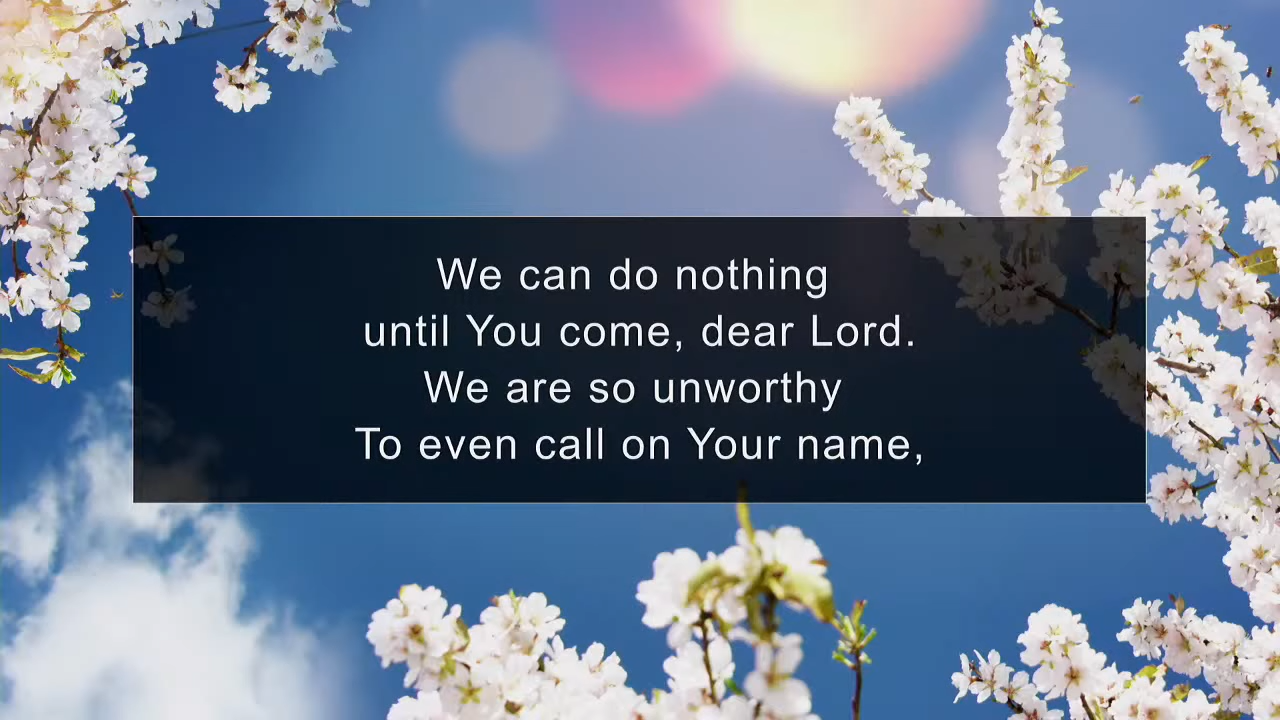 We can do nothing
until You come, dear Lord.
We are so unworthy
To even call on Your name,